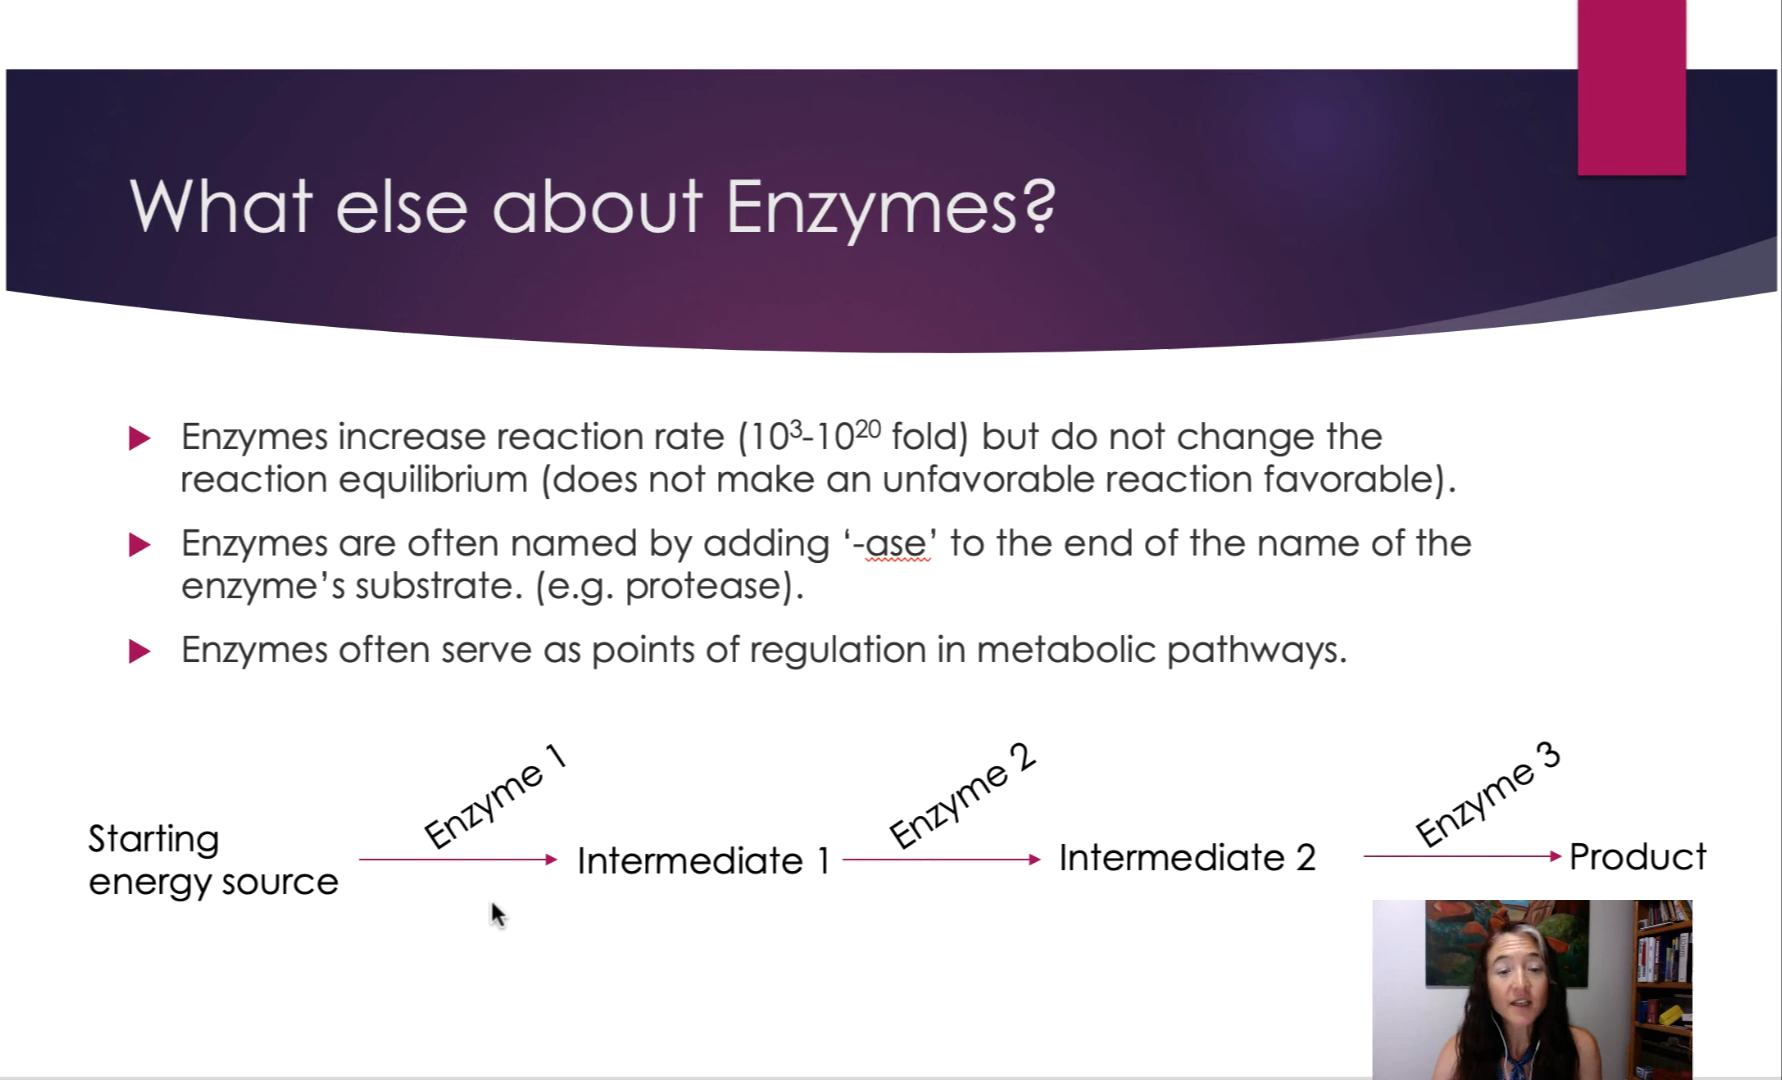 What else about Enzymes?
Enzymes increase reaction rate (10³-10²⁰ fold) but do not change the
reaction equilibrium (does not make an unfavorable reaction favorable).
Enzymes are often named by adding ‘-ase’ to the end of the name of the
enzyme’s substrate. (e.g. protease).
Enzymes often serve as points of regulation in metabolic pathways.
Starting
energy source
Enzyme 1
Intermediate 1
Enzyme 2
Intermediate 2
Enzyme 3
Product